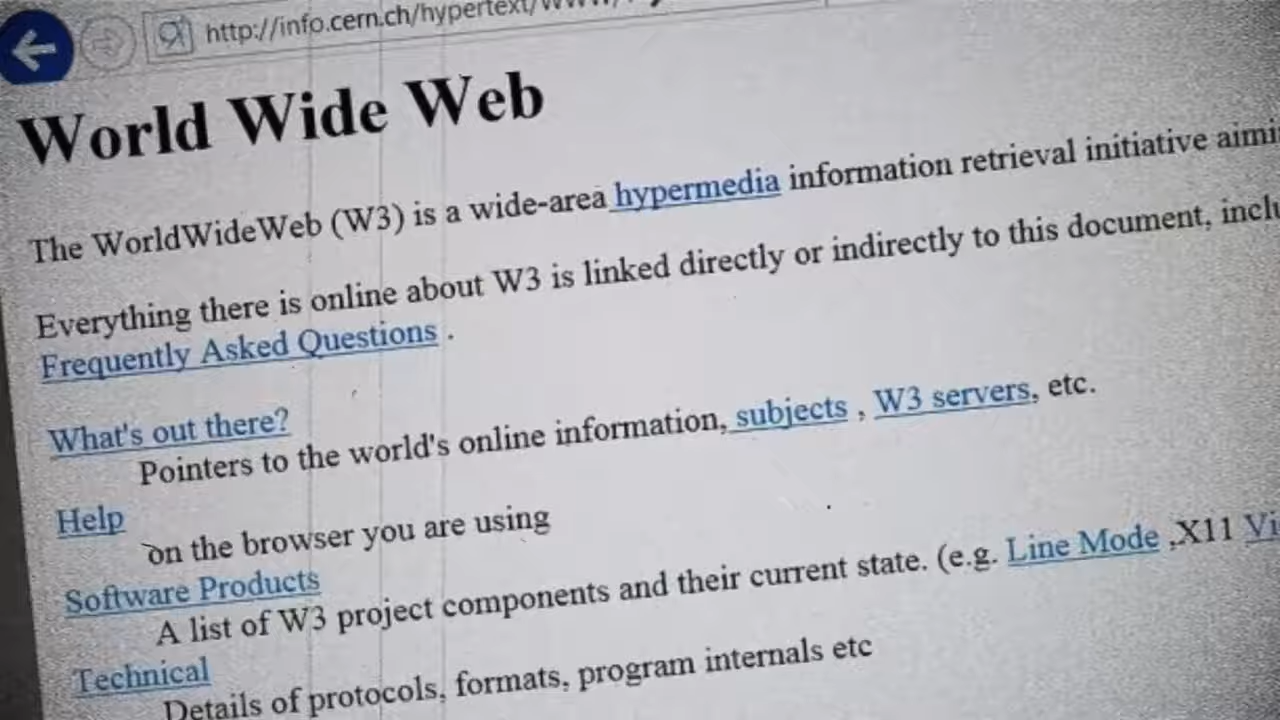 http://info.cern.ch/hypertext/WWW/
World Wide Web
The WorldWideWeb (W3) is a wide-area hypermedia information retrieval initiative
Everything there is online about W3 is linked directly or indirectly to this document,
Frequently Asked Questions .
What's out there?
Pointers to the world's online information, subjects , W3 servers, etc.
Help
on the browser you are using
Software Products
A list of W3 project components and their current state. (e.g. Line Mode ,X11
Technical
Details of protocols, formats, program internals etc